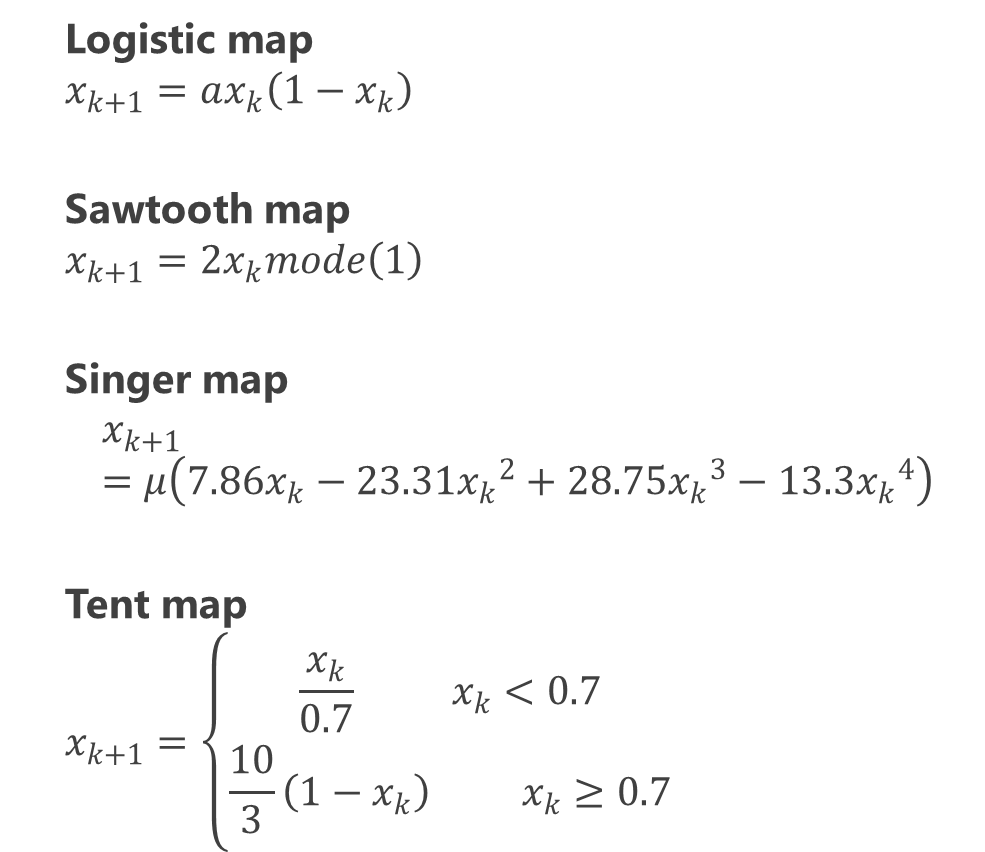 Logistic map
x_{k+1} = ax_k(1 − x_k)
Sawtooth map
x_{k+1} = 2x_k mode(1)
Singer map
x_{k+1}
= μ(7.86x_k − 23.31x_k^2 + 28.75x_k^3 − 13.3x_k^4)
Tent map
x_{k+1} = { x_k/0.7   x_k < 0.7
10/3 (1 − x_k)   x_k ≥ 0.7